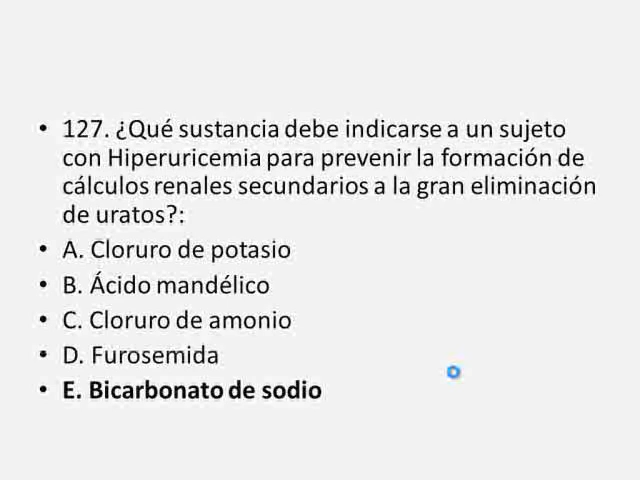 • 127. ¿Qué sustancia debe indicarse a un sujeto
con Hiperuricemia para prevenir la formación de
cálculos renales secundarios a la gran eliminación
de uratos?:
• A. Cloruro de potasio
• B. Ácido mandélico
• C. Cloruro de amonio
• D. Furosemida
• E. Bicarbonato de sodio